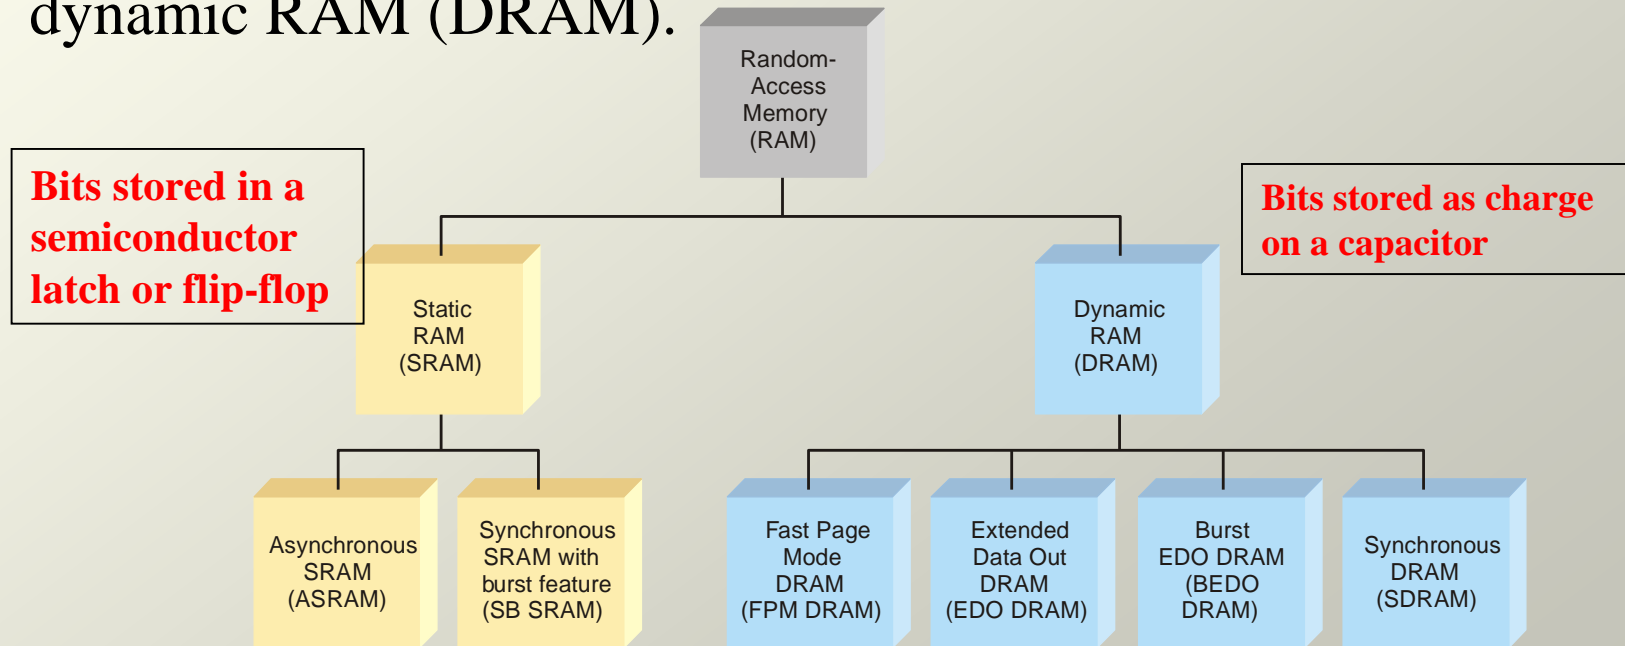 dynamic RAM (DRAM).
Random-
Access
Memory
(RAM)
Bits stored in a
semiconductor
latch or flip-flop
Bits stored as charge
on a capacitor
Static
RAM
(SRAM)
Dynamic
RAM
(DRAM)
Asynchronous
SRAM
(ASRAM)
Synchronous
SRAM with
burst feature
(SB SRAM)
Fast Page
Mode
DRAM
(FPM DRAM)
Extended
Data Out
DRAM
(EDO DRAM)
Burst
EDO DRAM
(BEDO
DRAM)
Synchronous
DRAM
(SDRAM)